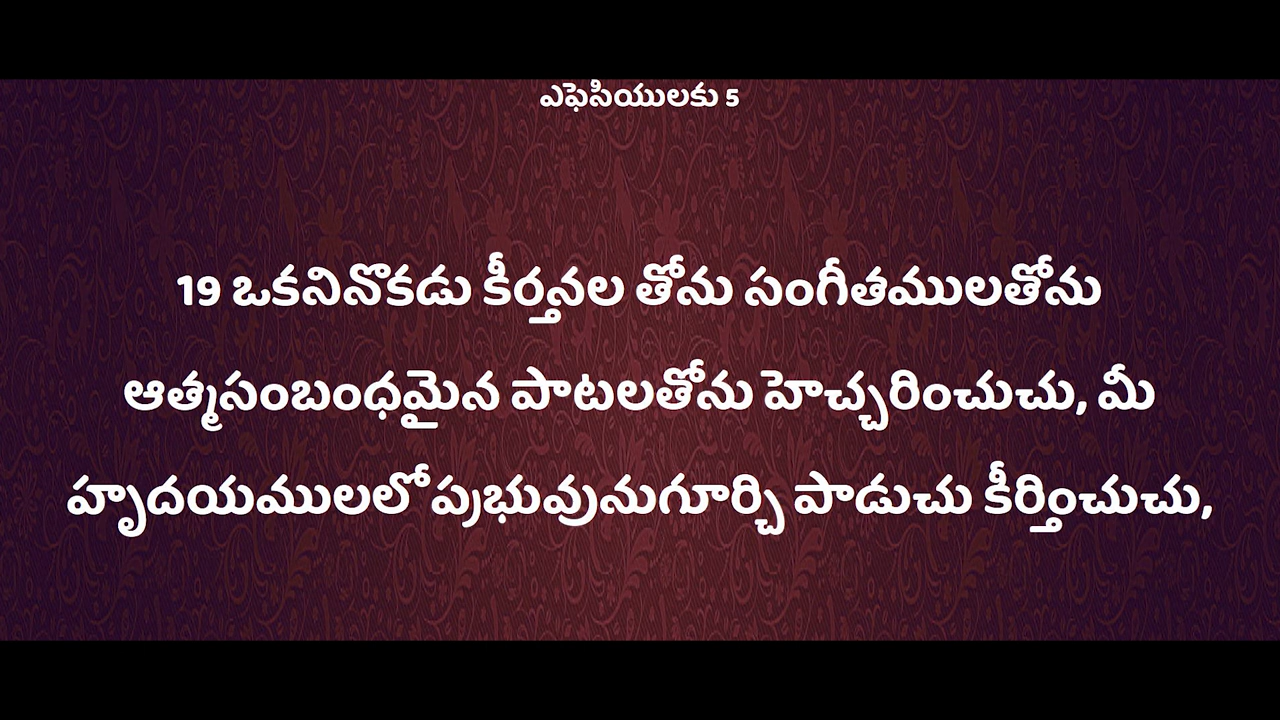 ఎఫెసీయులకు 5
19 ఒకనినొకడు కీర్తనల తోను సంగీతములతోను
ఆత్మసంబంధమైన పాటలతోను హెచ్చరించుచు, మీ
హృదయములలో ప్రభువునుగూర్చి పాడుచు కీర్తించుచు,